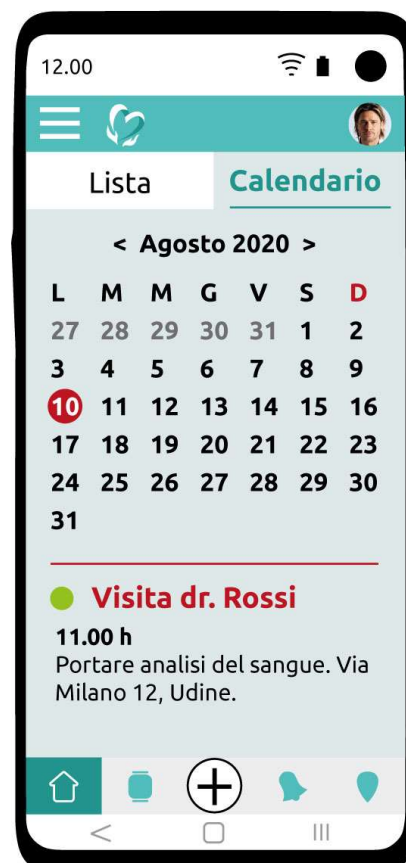 12.00
Lista Calendario
< Agosto 2020 >
L M M G V S D
27 28 29 30 31 1 2
3 4 5 6 7 8 9
10 11 12 13 14 15 16
17 18 19 20 21 22 23
24 25 26 27 28 29 30
31
Visita dr. Rossi
11.00 h
Portare analisi del sangue. Via
Milano 12, Udine.